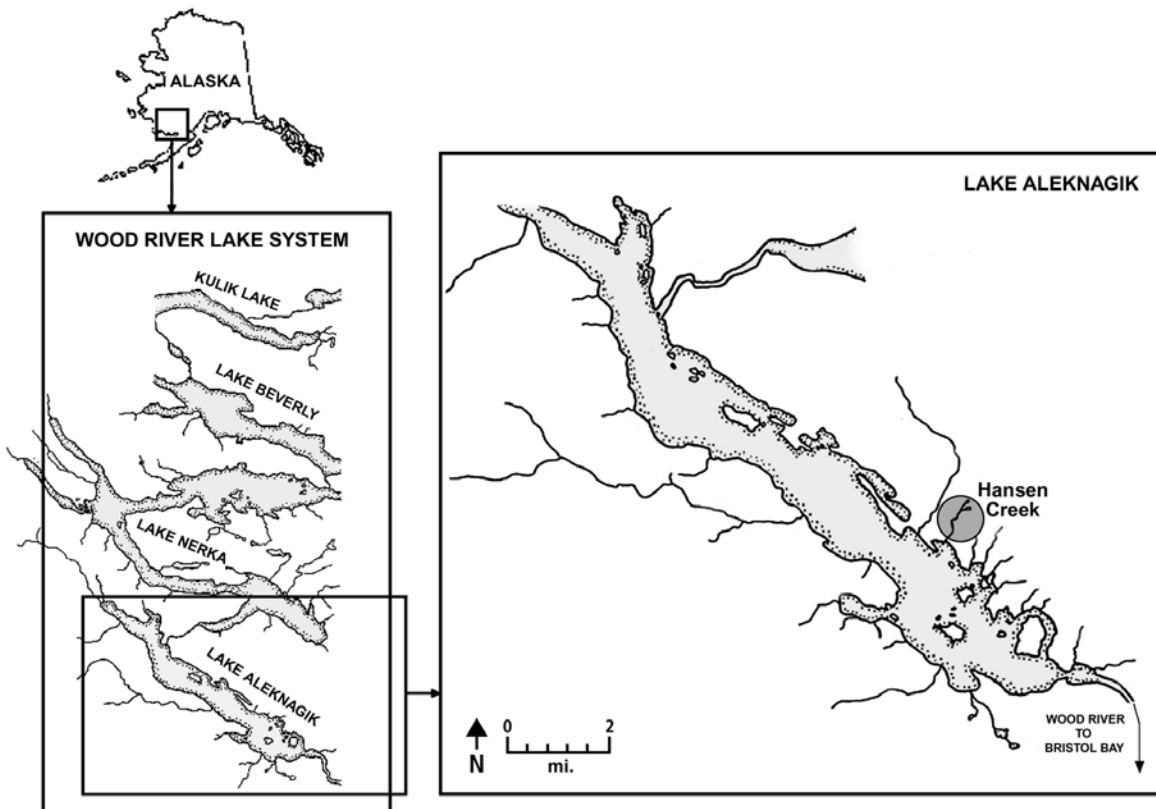 ALASKA
WOOD RIVER LAKE SYSTEM
KULIK LAKE
LAKE BEVERLY
LAKE NERKA
LAKE ALEKNAGIK
LAKE ALEKNAGIK
Hansen
Creek
0 2
mi.
N
WOOD RIVER
TO
BRISTOL BAY